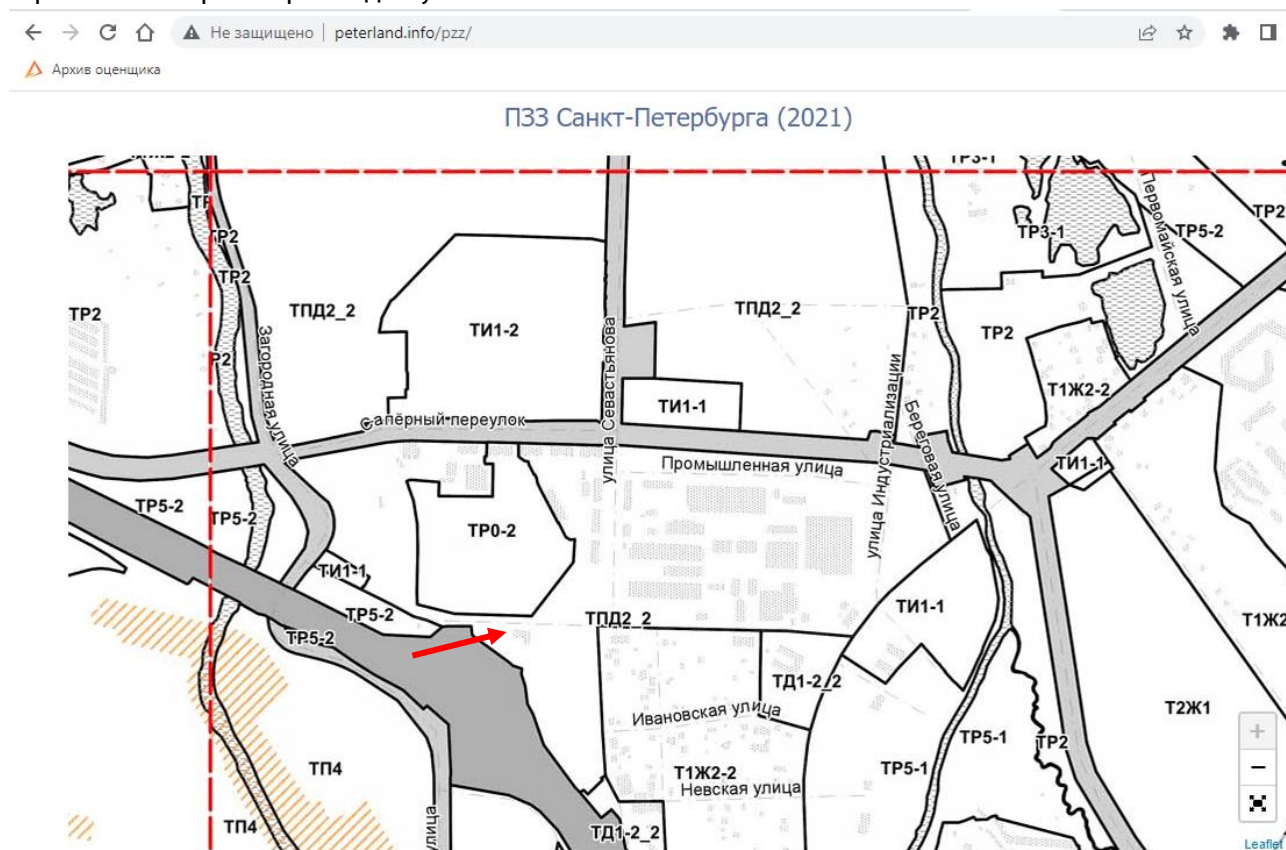 Не защищено | peterland.info/pzz/
Архив оценщика
ПЗЗ Санкт-Петербурга (2021)
ТР3-1
Первомайская улица
ТР2
ТР2
ТР3-1
ТР5-2
ТР2
ТР2
ТР2
ТПД2_2
ТИ1-2
ТПД2_2
ТР2
ТР2
Загородная улица
улица Севастьянова
Т1Ж2-2
ТИ1-1
Сапёрный переулок
улица Индустриализации
Береговая улица
Промышленная улица
ТИ1-1
ТР5-2
ТР5-2
ТР0-2
ТИ1-1
ТР5-2
ТПД2_2
ТИ1-1
Т1Ж2
ТР5-2
ТД1-2_2
Ивановская улица
Т2Ж1
ТР5-1
ТР2
ТП4
Т1Ж2-2
ТР5-1
Невская улица
ТП4
улица
ТД1-2_2
Leaflet